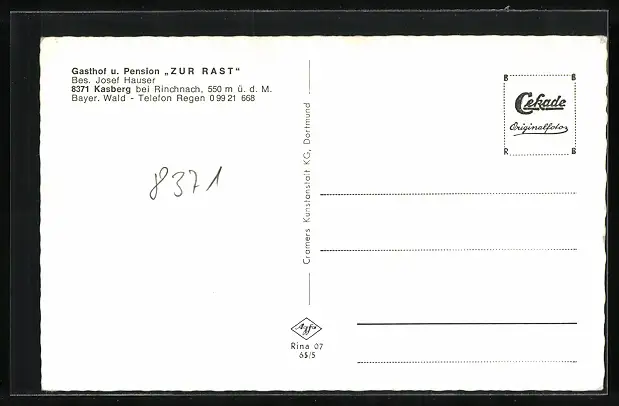 Gasthof u. Pension „ZUR RAST“
Bes. Josef Hauser
8371 Kasberg bei Rinchnach, 550 m ü. d. M.
Bayer. Wald - Telefon Regen 0 99 21 668
8371
Cramers Kunstanstalt KG, Dortmund
B B
Cekade
Originalfoto
R B
Agfa
Rina 07
65/5